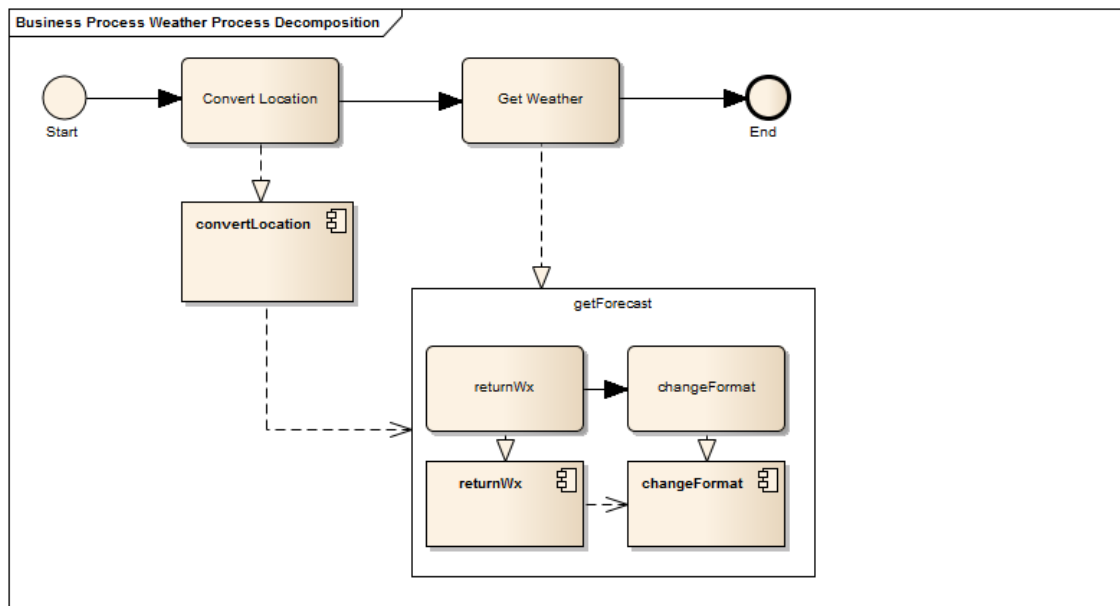 Business Process Weather Process Decomposition
Convert Location
Get Weather
Start
End
convertLocation
getForecast
returnWx
changeFormat
returnWx
changeFormat